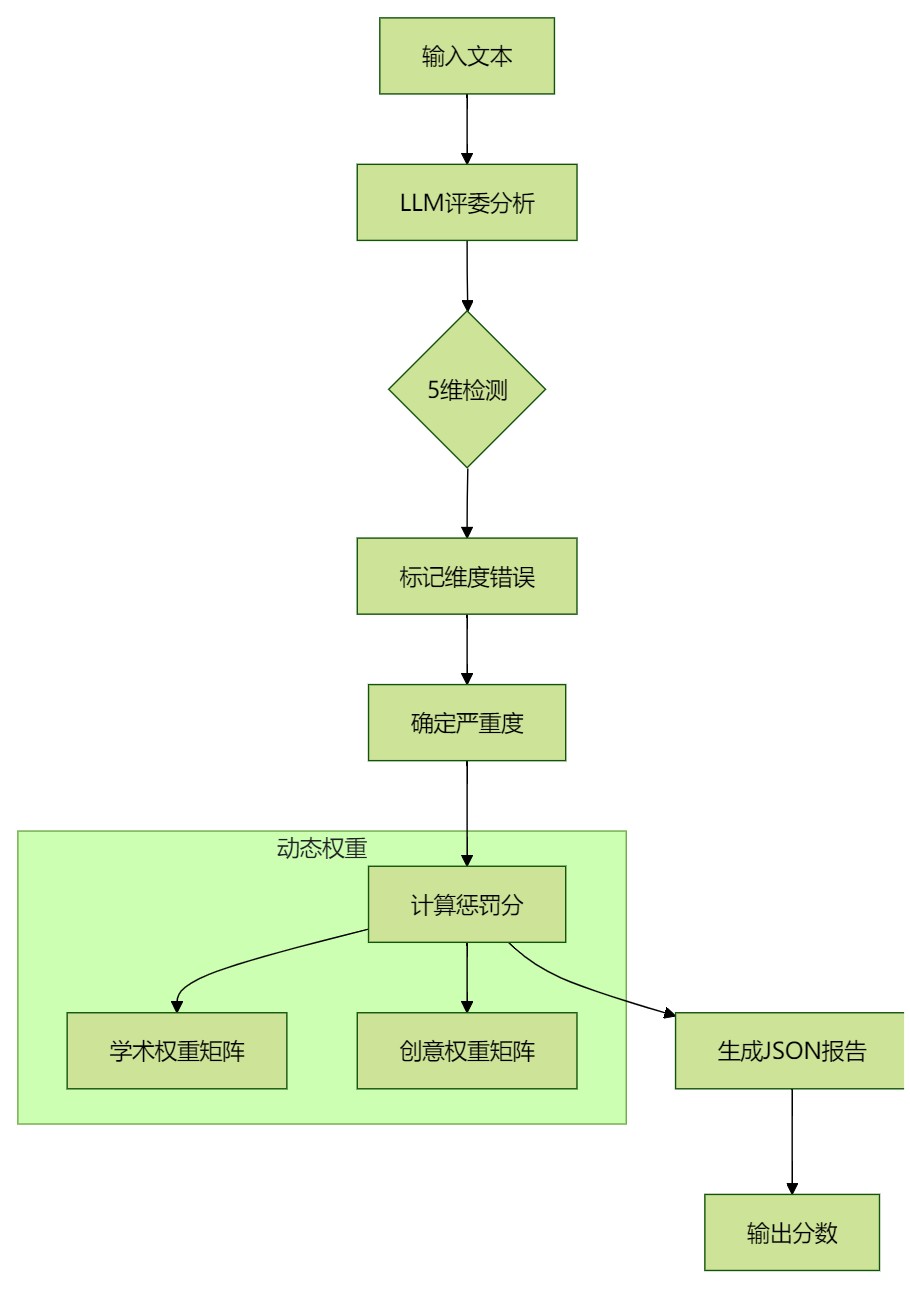 输入文本
LLM评委分析
5维检测
标记维度错误
确定严重度
动态权重
计算惩罚分
学术权重矩阵
创意权重矩阵
生成JSON报告
输出分数